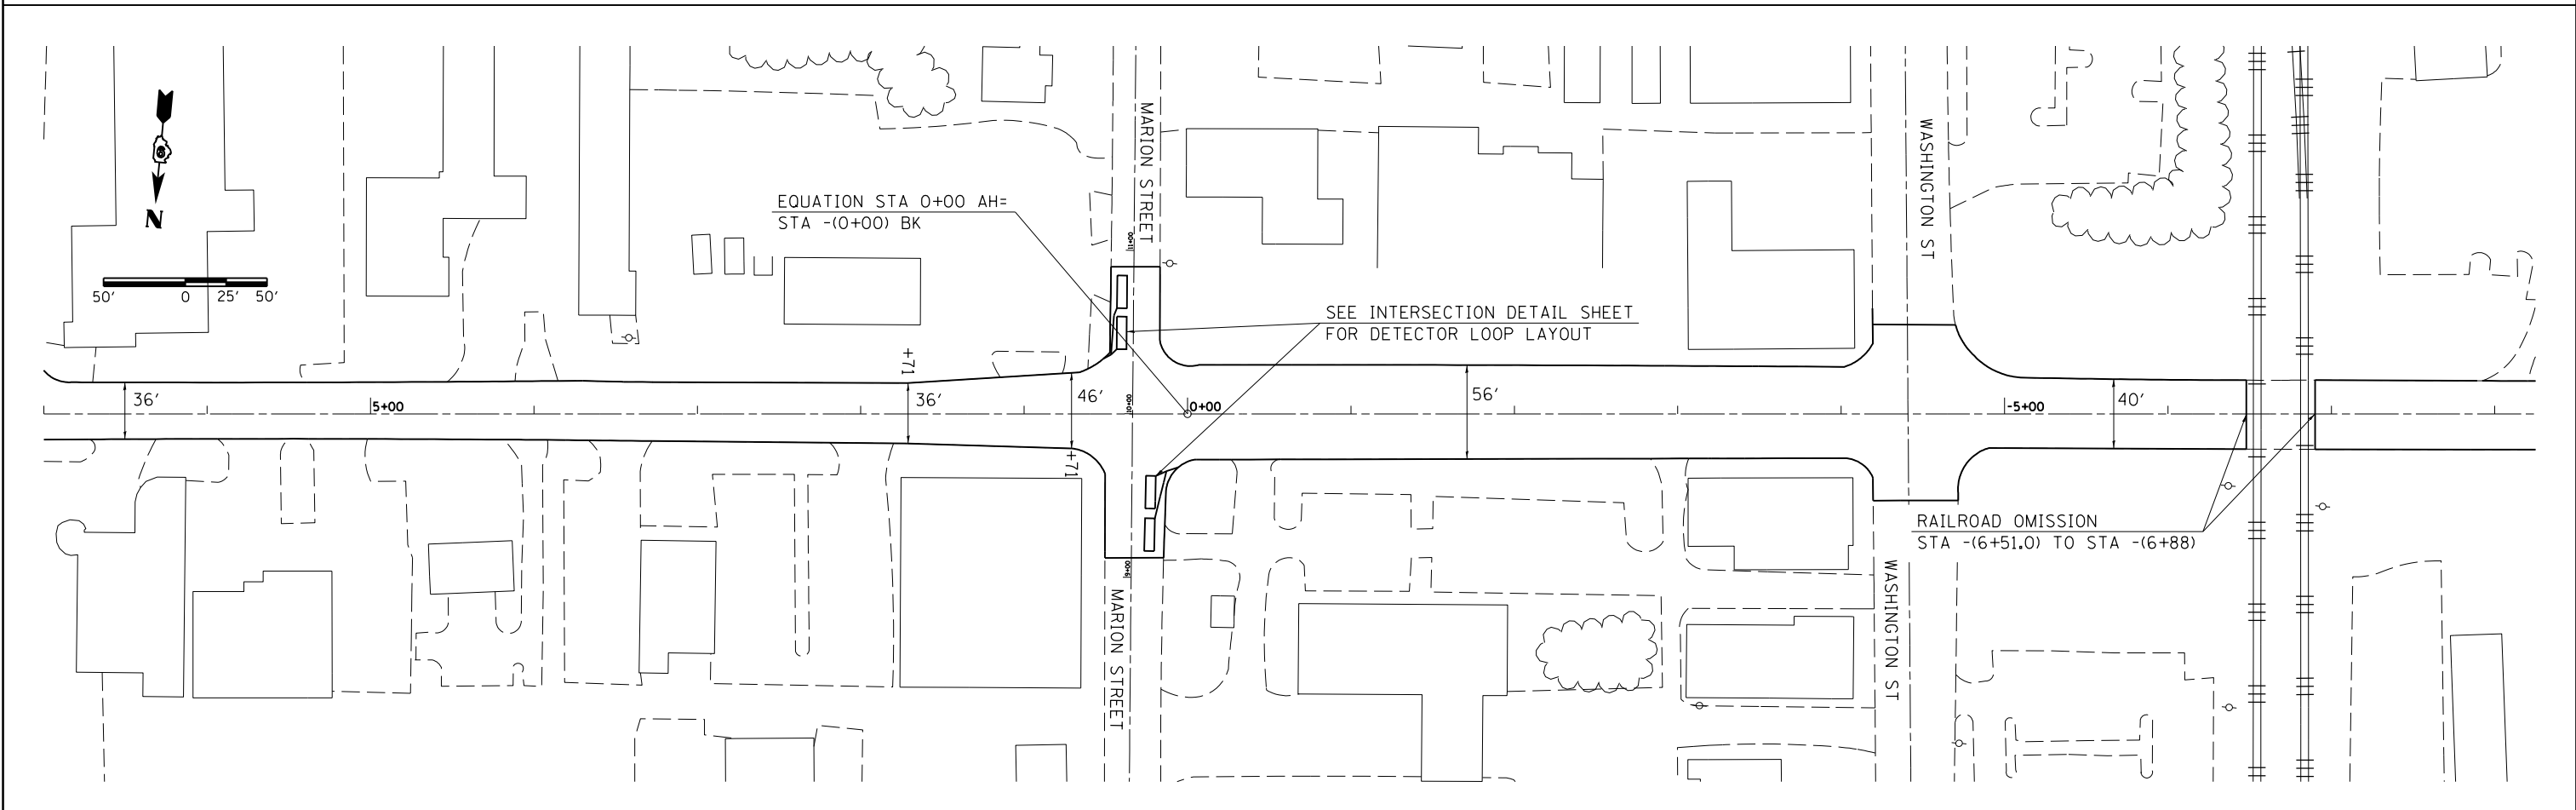 MARION STREET
WASHINGTON ST
N
50' 0 25' 50'
EQUATION STA 0+00 AH=
STA -(0+00) BK
SEE INTERSECTION DETAIL SHEET
FOR DETECTOR LOOP LAYOUT
+71
36'
36'
46'
56'
40'
5+00
0+00
-5+00
+71
RAILROAD OMISSION
STA -(6+51.0) TO STA -(6+88)
MARION STREET
WASHINGTON ST